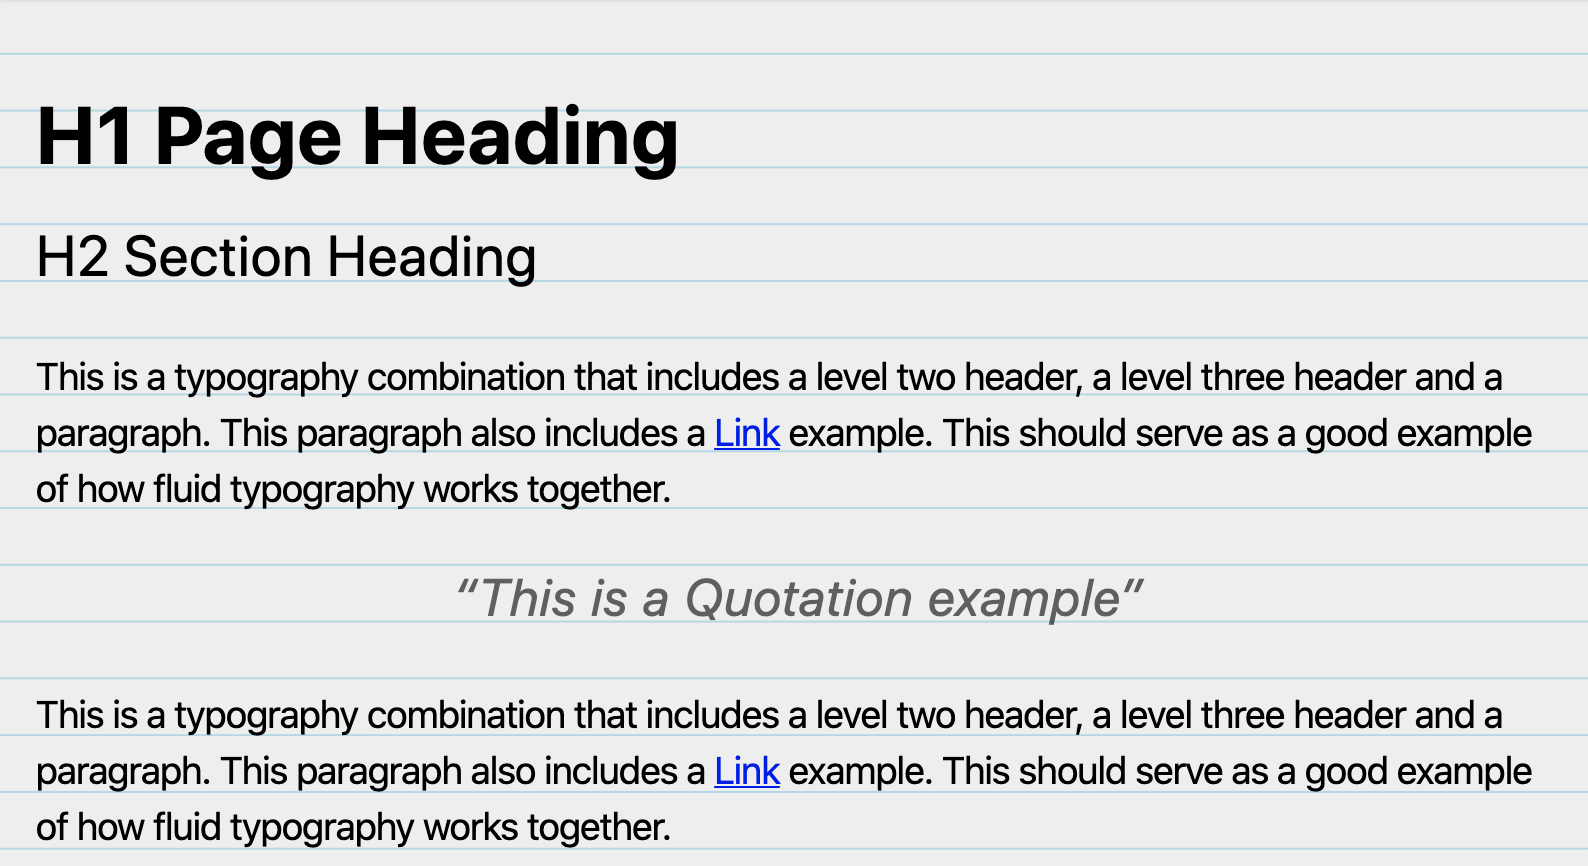 H1 Page Heading
H2 Section Heading
This is a typography combination that includes a level two header, a level three header and a
paragraph. This paragraph also includes a Link example. This should serve as a good example
of how fluid typography works together.
“This is a Quotation example”
This is a typography combination that includes a level two header, a level three header and a
paragraph. This paragraph also includes a Link example. This should serve as a good example
of how fluid typography works together.